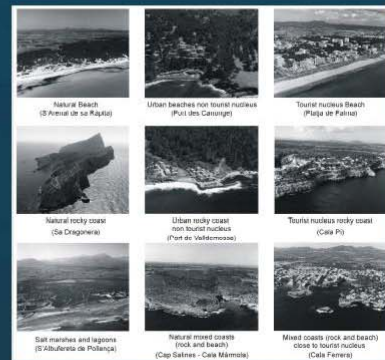 Natural Beach
(S'Arenal de sa Ràpita)
Urban beaches non tourist nucleus
(Port des Canonge)
Tourist nucleus Beach
(Platja de Palma)
Natural rocky coast
(Sa Dragonera)
Urban rocky coast
non tourist nucleus
(Port de Valldemossa)
Tourist nucleus rocky coast
(Cala Pi)
Salt marshes and lagoons
(S'Albufereta de Pollença)
Natural mixed coasts
(rock and beach)
(Cap Salines - Cala Màrmols)
Mixed coasts (rock and beach)
close to tourist nucleus
(Cala Ferrera)